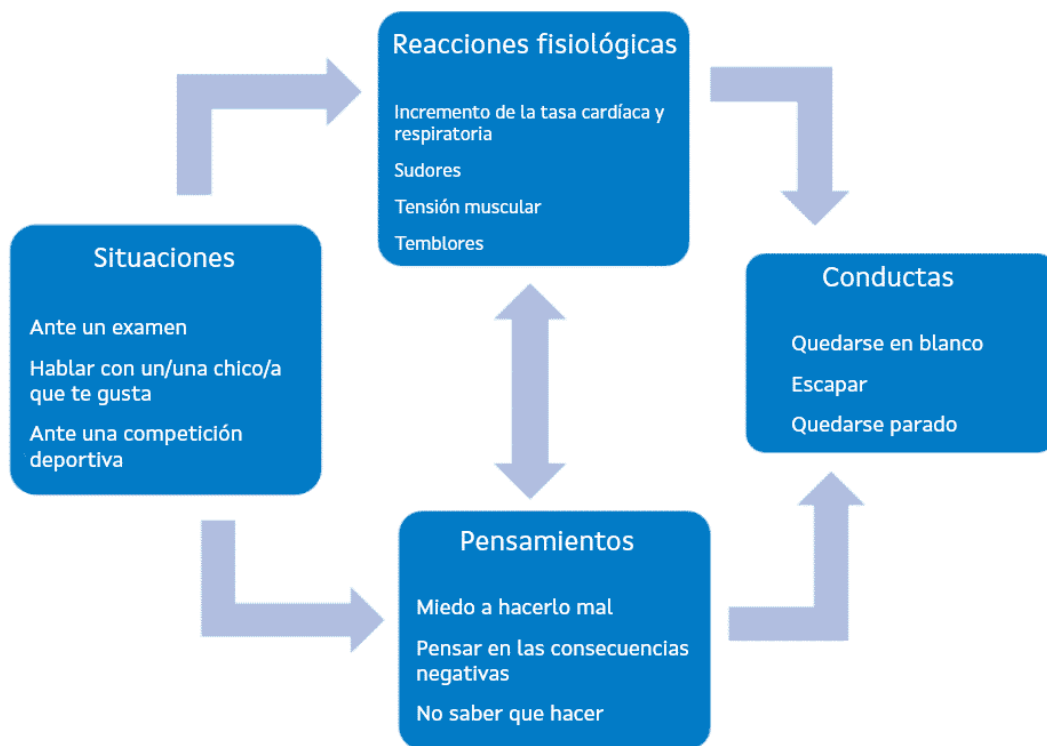 Reacciones fisiológicas
Incremento de la tasa cardíaca y
respiratoria
Sudores
Tensión muscular
Temblores
Situaciones
Ante un examen
Hablar con un/una chico/a
que te gusta
Ante una competición
deportiva
Conductas
Quedarse en blanco
Escapar
Quedarse parado
Pensamientos
Miedo a hacerlo mal
Pensar en las consecuencias
negativas
No saber que hacer